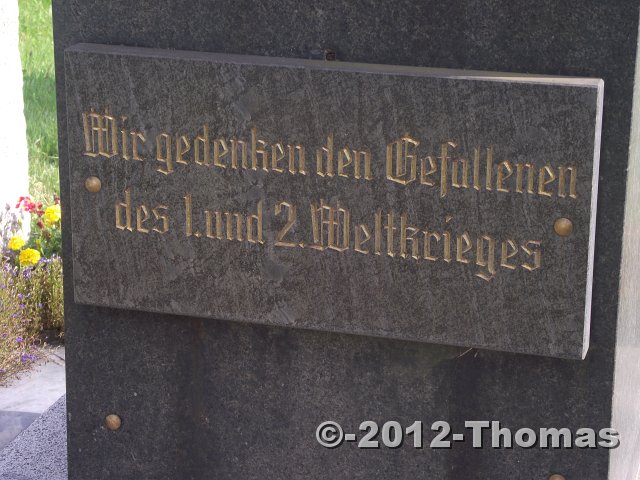 Wir gedenken den Gefallenen
des 1. und 2. Weltkrieges
©-2012-Thomas